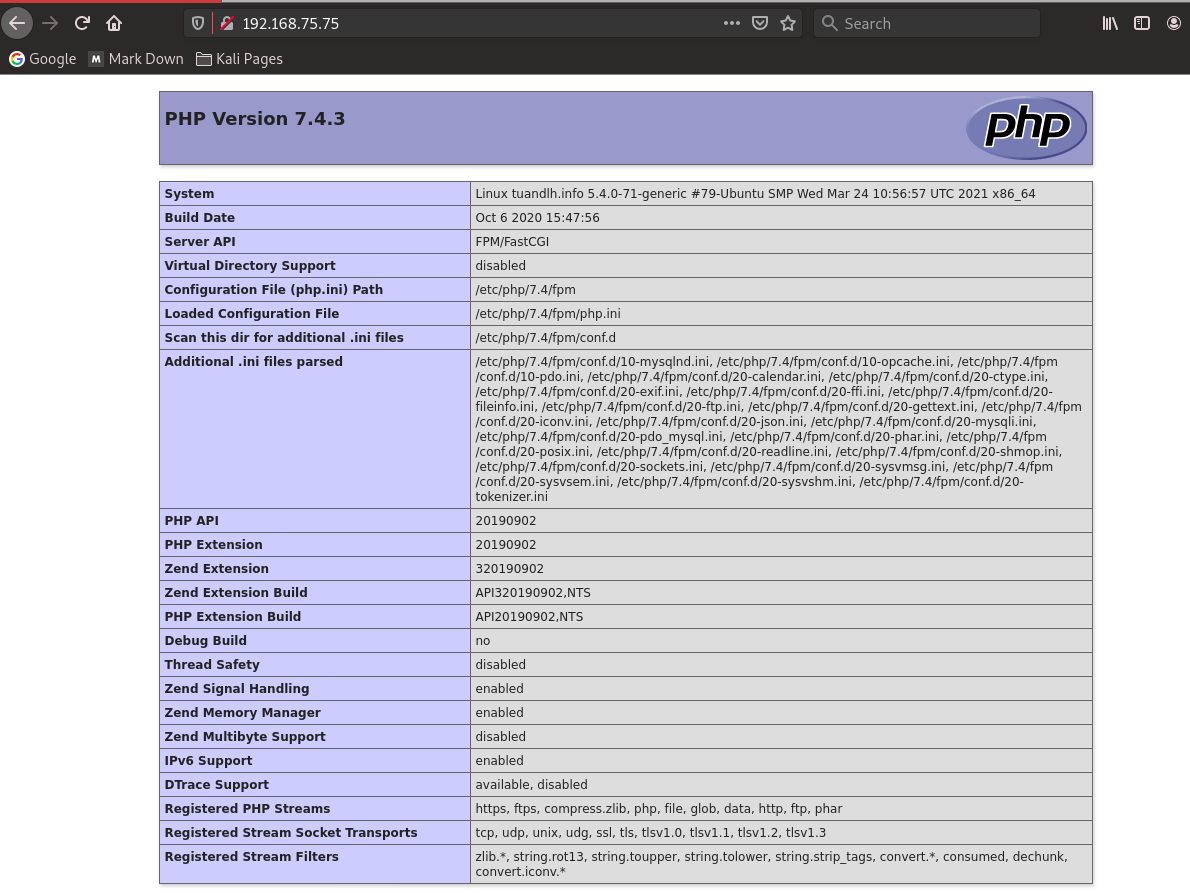 192.168.75.75
Search
Google
M
Mark Down
Kali Pages
PHP Version 7.4.3
php
System
Linux tuandlh.info 5.4.0-71-generic #79-Ubuntu SMP Wed Mar 24 10:56:57 UTC 2021 x86_64
Build Date
Oct 6 2020 15:47:56
Server API
FPM/FastCGI
Virtual Directory Support
disabled
Configuration File (php.ini) Path
/etc/php/7.4/fpm
Loaded Configuration File
/etc/php/7.4/fpm/php.ini
Scan this dir for additional .ini files
/etc/php/7.4/fpm/conf.d
Additional .ini files parsed
/etc/php/7.4/fpm/conf.d/10-mysqlnd.ini, /etc/php/7.4/fpm/conf.d/10-opcache.ini, /etc/php/7.4/fpm
/conf.d/10-pdo.ini, /etc/php/7.4/fpm/conf.d/20-calendar.ini, /etc/php/7.4/fpm/conf.d/20-ctype.ini,
/etc/php/7.4/fpm/conf.d/20-exif.ini, /etc/php/7.4/fpm/conf.d/20-ffi.ini, /etc/php/7.4/fpm/conf.d/20-
fileinfo.ini, /etc/php/7.4/fpm/conf.d/20-ftp.ini, /etc/php/7.4/fpm/conf.d/20-gettext.ini, /etc/php/7.4/fpm
/conf.d/20-iconv.ini, /etc/php/7.4/fpm/conf.d/20-json.ini, /etc/php/7.4/fpm/conf.d/20-mysqli.ini,
/etc/php/7.4/fpm/conf.d/20-pdo_mysql.ini, /etc/php/7.4/fpm/conf.d/20-phar.ini, /etc/php/7.4/fpm
/conf.d/20-posix.ini, /etc/php/7.4/fpm/conf.d/20-readline.ini, /etc/php/7.4/fpm/conf.d/20-shmop.ini,
/etc/php/7.4/fpm/conf.d/20-sockets.ini, /etc/php/7.4/fpm/conf.d/20-sysvmsg.ini, /etc/php/7.4/fpm
/conf.d/20-sysvsem.ini, /etc/php/7.4/fpm/conf.d/20-sysvshm.ini, /etc/php/7.4/fpm/conf.d/20-
tokenizer.ini
PHP API
20190902
PHP Extension
20190902
Zend Extension
320190902
Zend Extension Build
API320190902,NTS
PHP Extension Build
API20190902,NTS
Debug Build
no
Thread Safety
disabled
Zend Signal Handling
enabled
Zend Memory Manager
enabled
Zend Multibyte Support
disabled
IPv6 Support
enabled
DTrace Support
available, disabled
Registered PHP Streams
https, ftps, compress.zlib, php, file, glob, data, http, ftp, phar
Registered Stream Socket Transports
tcp, udp, unix, udg, ssl, tls, tlsv1.0, tlsv1.1, tlsv1.2, tlsv1.3
Registered Stream Filters
zlib.*, string.rot13, string.toupper, string.tolower, string.strip_tags, convert.*, consumed, dechunk,
convert.iconv.*